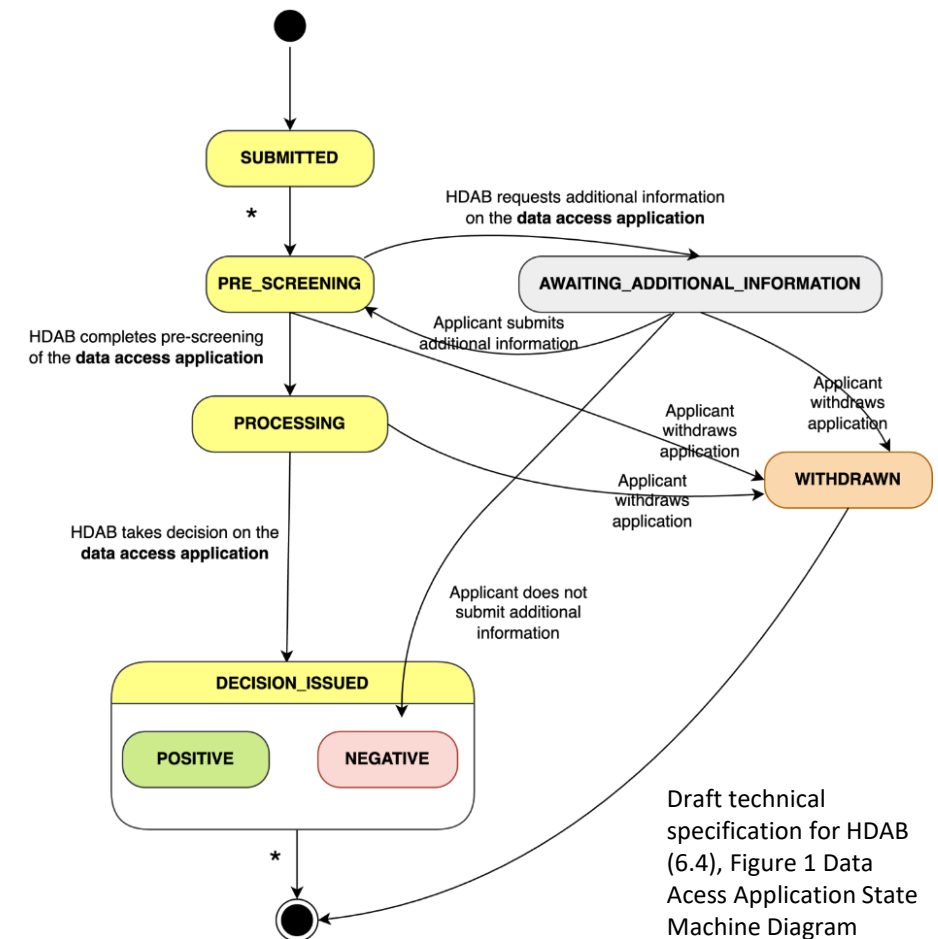 SUBMITTED
*
HDAB requests additional information
on the data access application
PRE_SCREENING
AWAITING_ADDITIONAL_INFORMATION
Applicant submits
additional information
HDAB completes pre-screening
of the data access application
Applicant
withdraws
application
Applicant
withdraws
application
PROCESSING
WITHDRAWN
Applicant
withdraws
application
HDAB takes decision on the
data access application
Applicant does not
submit additional
information
DECISION_ISSUED
POSITIVE
NEGATIVE
*
Draft technical
specification for HDAB
(6.4), Figure 1 Data
Acess Application State
Machine Diagram